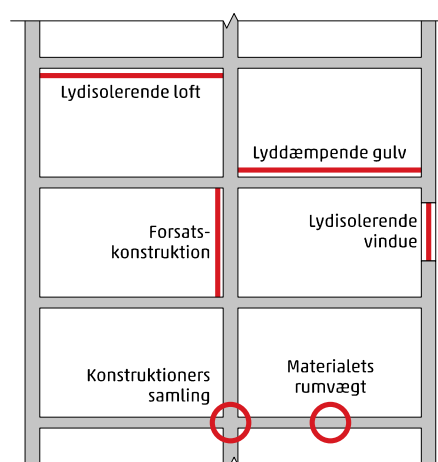 Lydisolerende loft
Lyddæmpende gulv
Forsats-
konstruktion
Lydisolerende
vindue
Konstruktioners
samling
Materialets
rumvægt